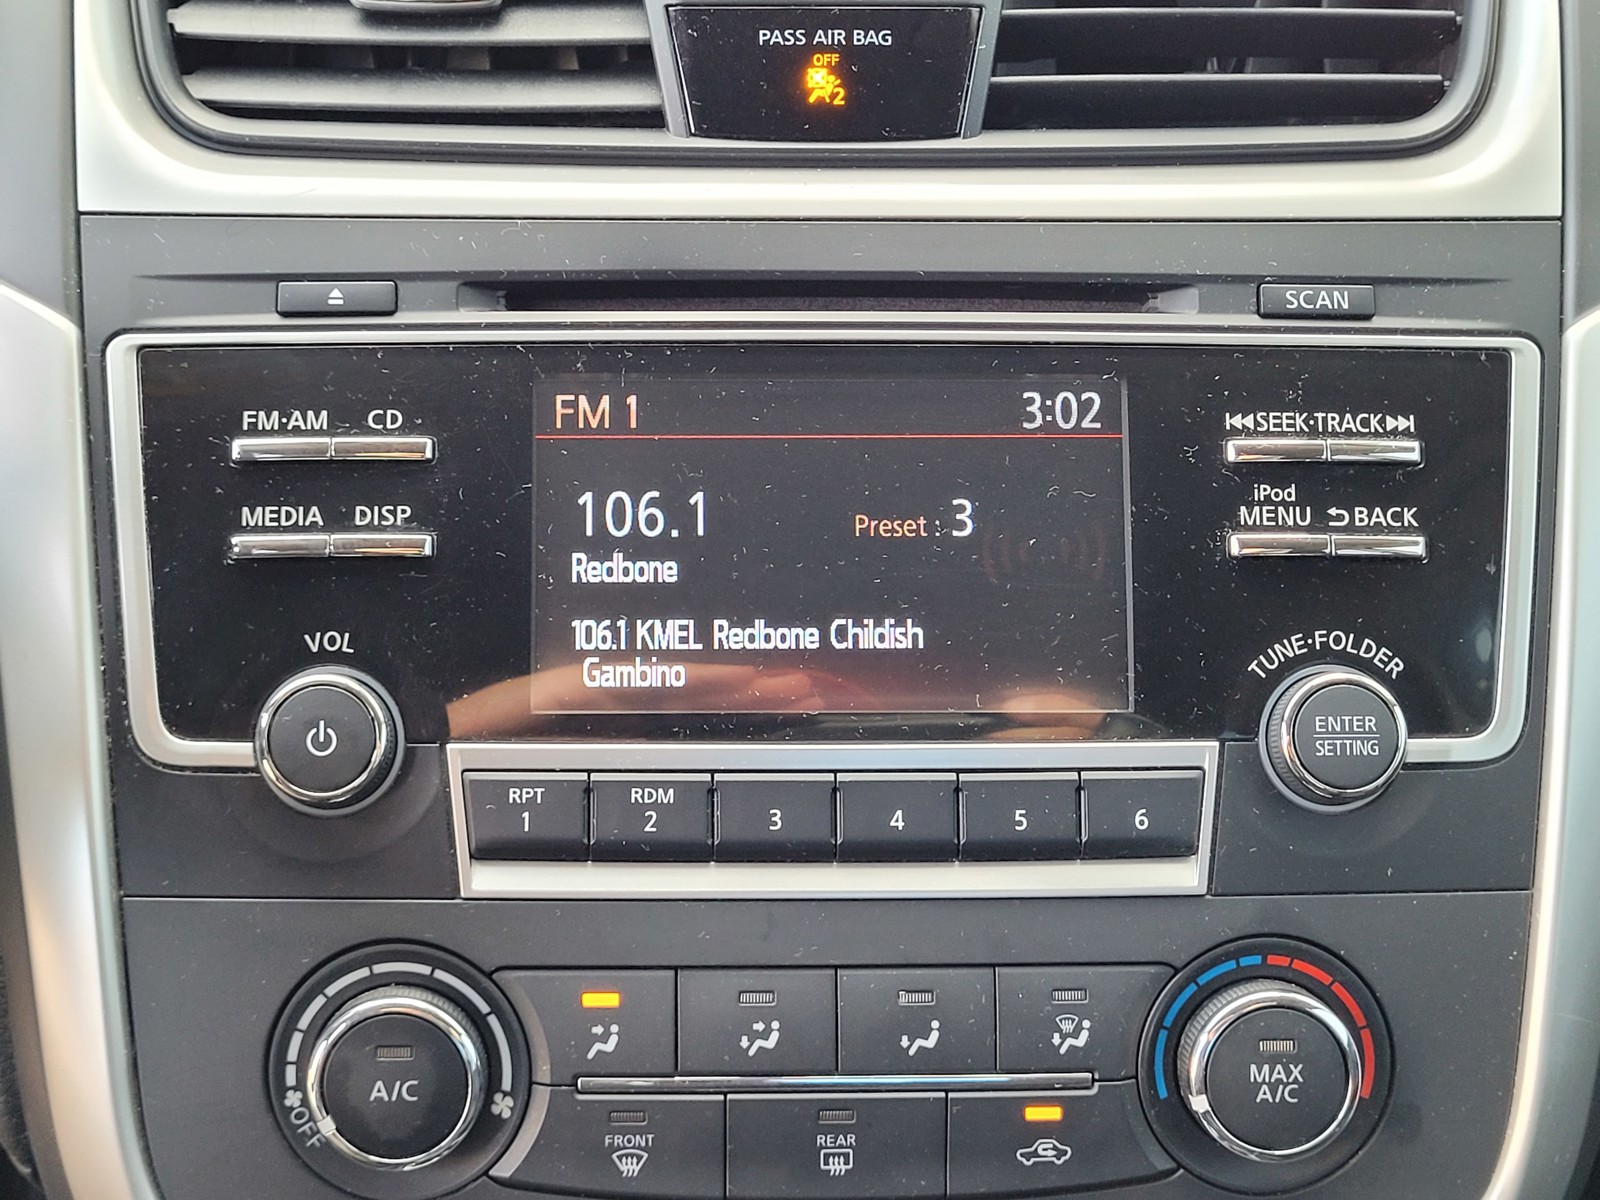 PASS AIR BAG
OFF
2
SCAN
FM·AM CD
FM 1 3:02
SEEK·TRACK
106.1 Preset : 3
iPod
MENU BACK
MEDIA DISP
Redbone
106.1 KMEL Redbone Childish
Gambino
VOL
TUNE·FOLDER
ENTER
SETTING
RPT
1
RDM
2
3
4
5
6
A/C
OFF
MAX
A/C
FRONT
REAR